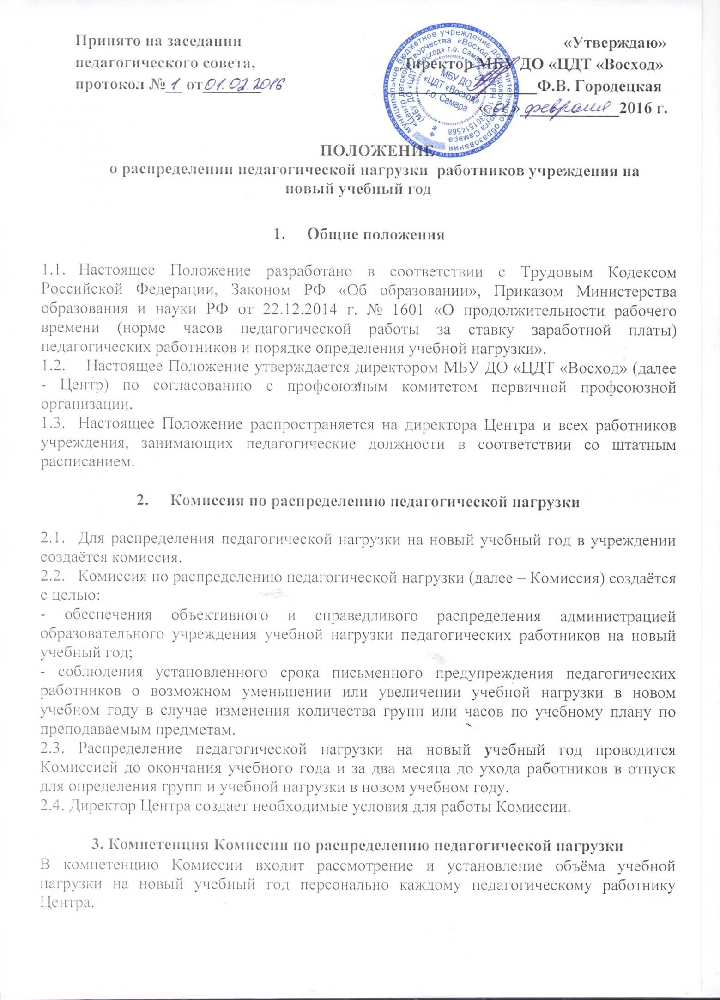 Принято на заседании
педагогического совета,
протокол № 1 от 01.02.2016
«Утверждаю»
Директор МБУ ДО «ЦДТ «Восход»
Ф.В. Городецкая
«01» февраля 2016 г.
МБУ ДО
«ЦДТ «Восход»
г.о. Самара
ПОЛОЖЕНИЕ
о распределении педагогической нагрузки работников учреждения на
новый учебный год
1. Общие положения
1.1. Настоящее Положение разработано в соответствии с Трудовым Кодексом
Российской Федерации, Законом РФ «Об образовании», Приказом Министерства
образования и науки РФ от 22.12.2014 г. № 1601 «О продолжительности рабочего
времени (норме часов педагогической работы за ставку заработной платы)
педагогических работников и порядке определения учебной нагрузки».
1.2. Настоящее Положение утверждается директором МБУ ДО «ЦДТ «Восход» (далее
- Центр) по согласованию с профсоюзным комитетом первичной профсоюзной
организации.
1.3. Настоящее Положение распространяется на директора Центра и всех работников
учреждения, занимающих педагогические должности в соответствии со штатным
расписанием.
2. Комиссия по распределению педагогической нагрузки
2.1. Для распределения педагогической нагрузки на новый учебный год в учреждении
создаётся комиссия.
2.2. Комиссия по распределению педагогической нагрузки (далее – Комиссия) создаётся
с целью:
- обеспечения объективного и справедливого распределения администрацией
образовательного учреждения учебной нагрузки педагогических работников на новый
учебный год;
- соблюдения установленного срока письменного предупреждения педагогических
работников о возможном уменьшении или увеличении учебной нагрузки в новом
учебном году в случае изменения количества групп или часов по учебному плану по
преподаваемым предметам.
2.3. Распределение педагогической нагрузки на новый учебный год проводится
Комиссией до окончания учебного года и за два месяца до ухода работников в отпуск
для определения групп и учебной нагрузки в новом учебном году.
2.4. Директор Центра создает необходимые условия для работы Комиссии.
3. Компетенция Комиссии по распределению педагогической нагрузки
В компетенцию Комиссии входит рассмотрение и установление объёма учебной
нагрузки на новый учебный год персонально каждому педагогическому работнику
Центра.